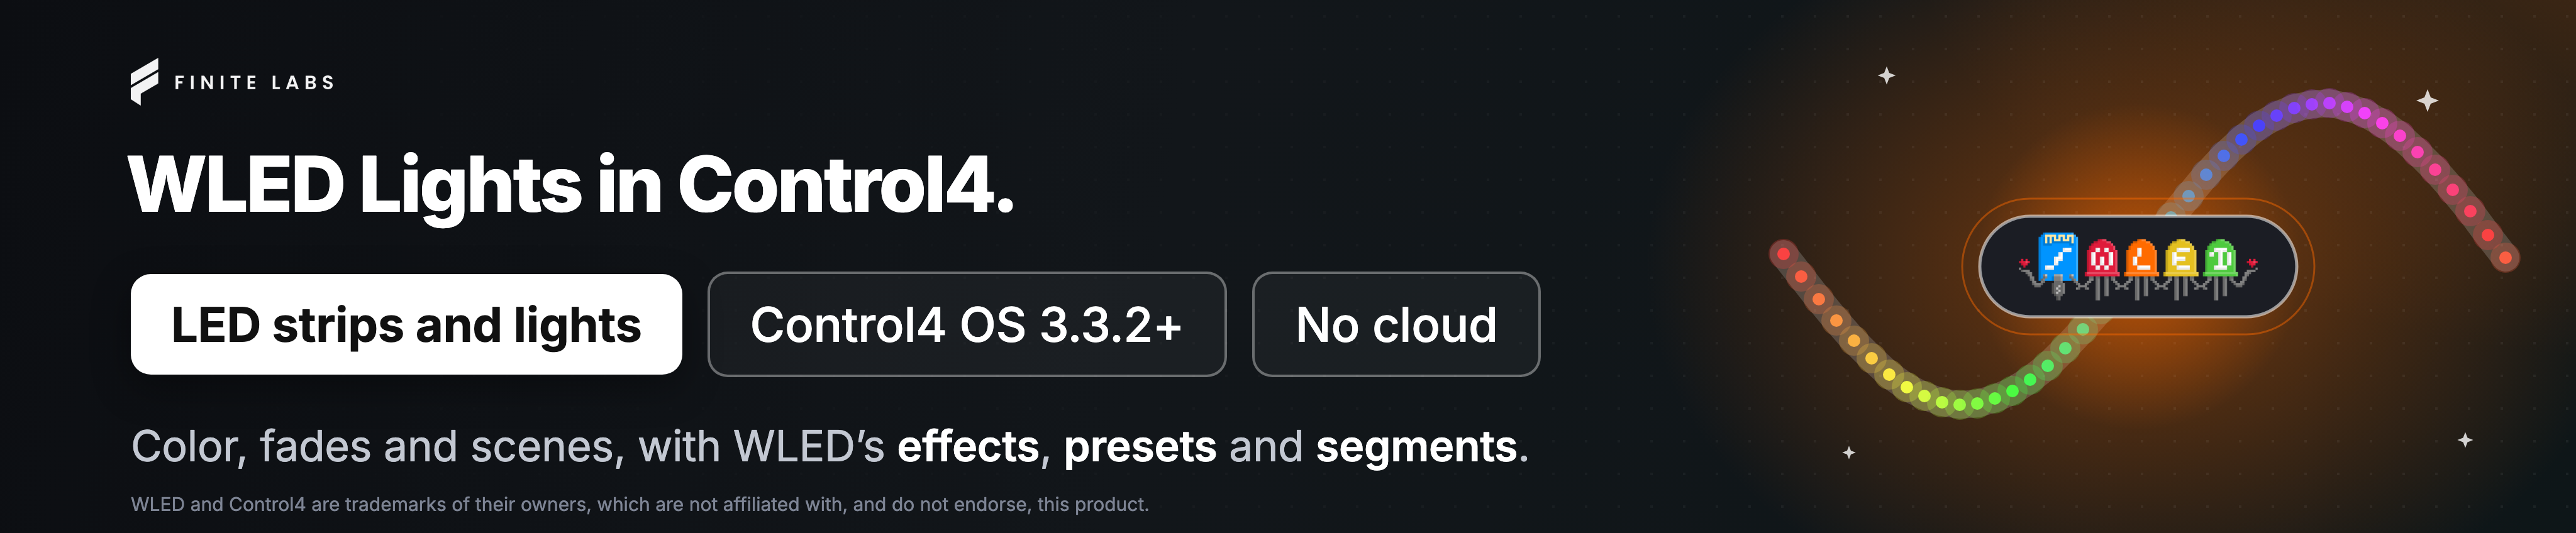 FINITE LABS
WLED Lights in Control4.
LED strips and lights
Control4 OS 3.3.2+
No cloud
WLED
Color, fades and scenes, with WLED’s effects, presets and segments.
WLED and Control4 are trademarks of their owners, which are not affiliated with, and do not endorse, this product.